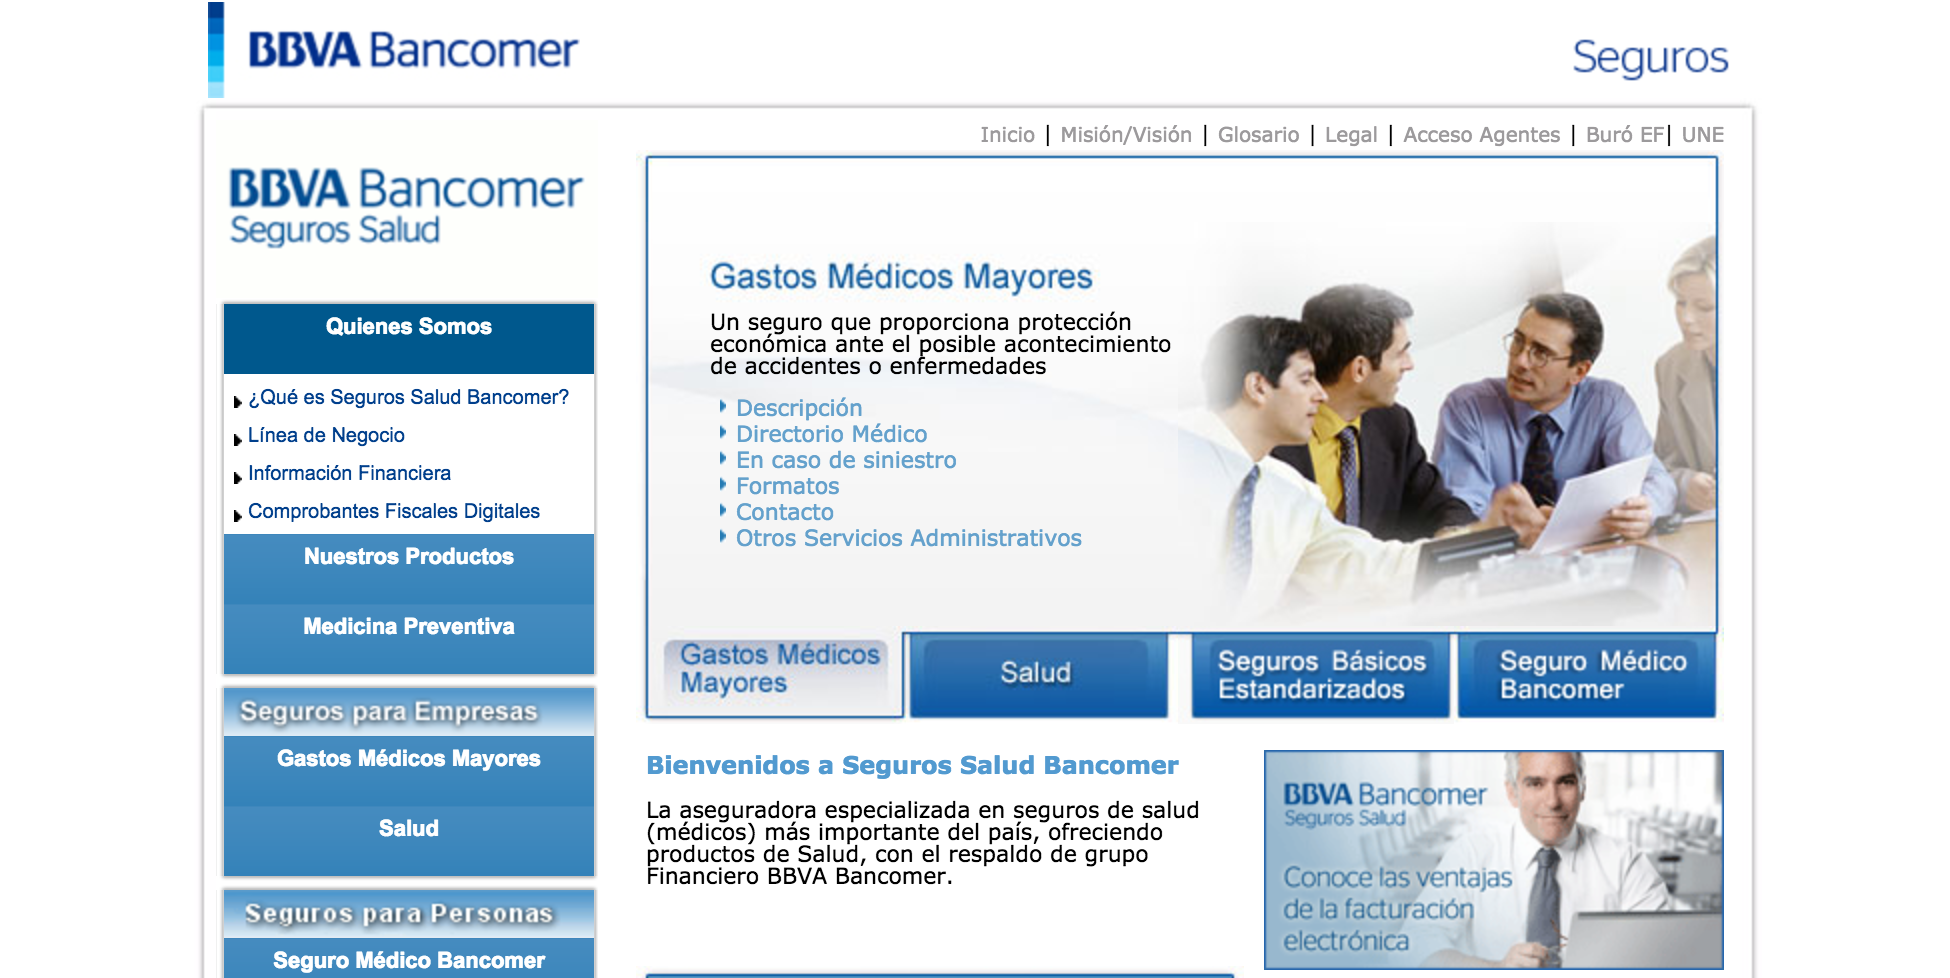 BBVA Bancomer
Seguros
Inicio | Misión/Visión | Glosario | Legal | Acceso Agentes | Buró EF| UNE
BBVA Bancomer
Seguros Salud
Quienes Somos
¿Qué es Seguros Salud Bancomer?
Línea de Negocio
Información Financiera
Comprobantes Fiscales Digitales
Nuestros Productos
Medicina Preventiva
Seguros para Empresas
Gastos Médicos Mayores
Salud
Seguros para Personas
Seguro Médico Bancomer
Gastos Médicos Mayores
Un seguro que proporciona protección
económica ante el posible acontecimiento
de accidentes o enfermedades
Descripción
Directorio Médico
En caso de siniestro
Formatos
Contacto
Otros Servicios Administrativos
Gastos Médicos
Mayores
Salud
Seguros Básicos
Estandarizados
Seguro Médico
Bancomer
Bienvenidos a Seguros Salud Bancomer
La aseguradora especializada en seguros de salud
(médicos) más importante del país, ofreciendo
productos de Salud, con el respaldo de grupo
Financiero BBVA Bancomer.
BBVA Bancomer
Seguros Salud
Conoce las ventajas
de la facturación
electrónica